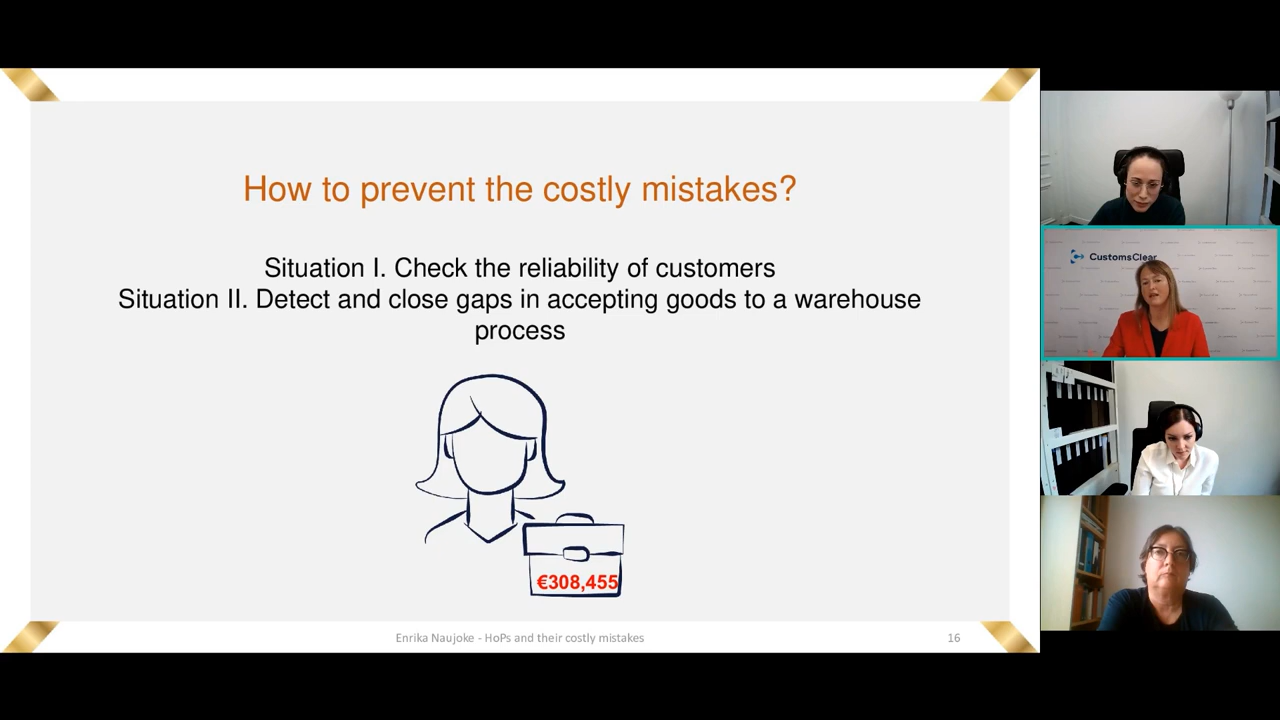 How to prevent the costly mistakes?
Situation I. Check the reliability of customers
Situation II. Detect and close gaps in accepting goods to a warehouse
process
€308,455
Enrika Naujoke - HoPs and their costly mistakes
16
CustomsClear